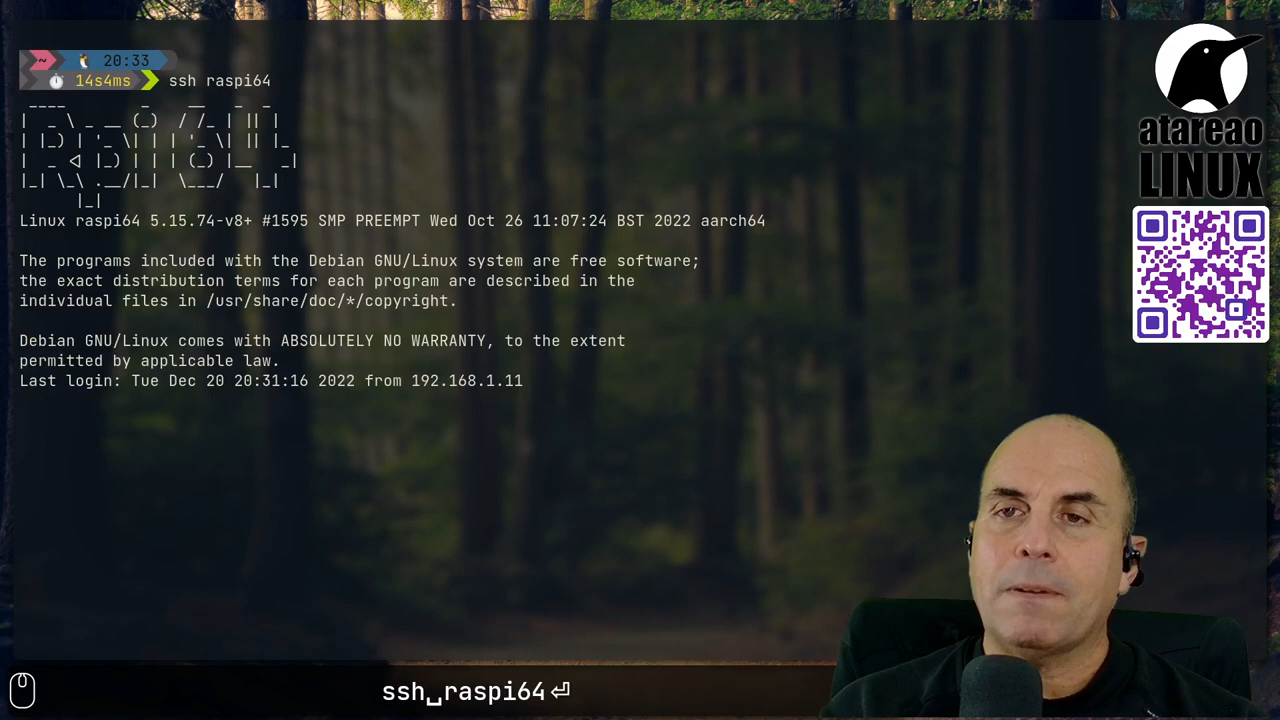 ~ 20:33
14s4ms ssh raspi64
Rpi64
Linux raspi64 5.15.74-v8+ #1595 SMP PREEMPT Wed Oct 26 11:07:24 BST 2022 aarch64
The programs included with the Debian GNU/Linux system are free software;
the exact distribution terms for each program are described in the
individual files in /usr/share/doc/*/copyright.
Debian GNU/Linux comes with ABSOLUTELY NO WARRANTY, to the extent
permitted by applicable law.
Last login: Tue Dec 20 20:31:16 2022 from 192.168.1.11
atareao
LINUX
ssh␣raspi64⏎